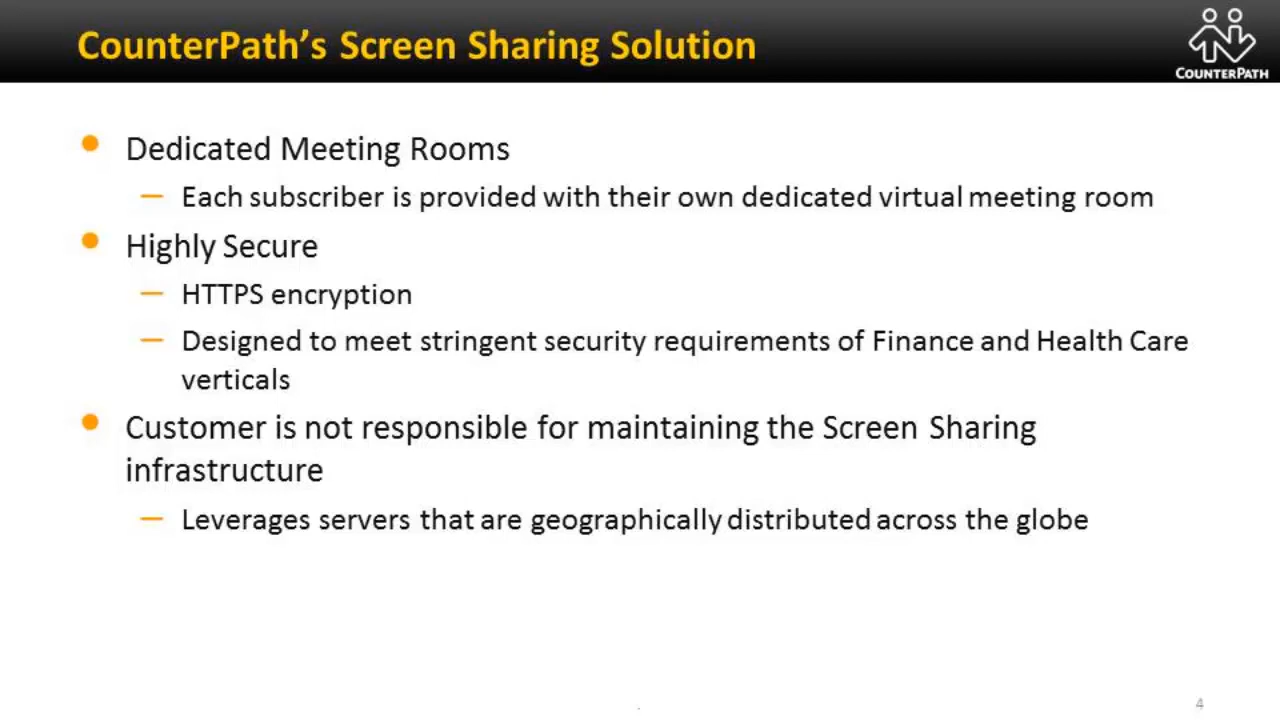 CounterPath's Screen Sharing Solution
COUNTERPATH
• Dedicated Meeting Rooms
— Each subscriber is provided with their own dedicated virtual meeting room
• Highly Secure
— HTTPS encryption
— Designed to meet stringent security requirements of Finance and Health Care
verticals
• Customer is not responsible for maintaining the Screen Sharing
infrastructure
— Leverages servers that are geographically distributed across the globe
.
4